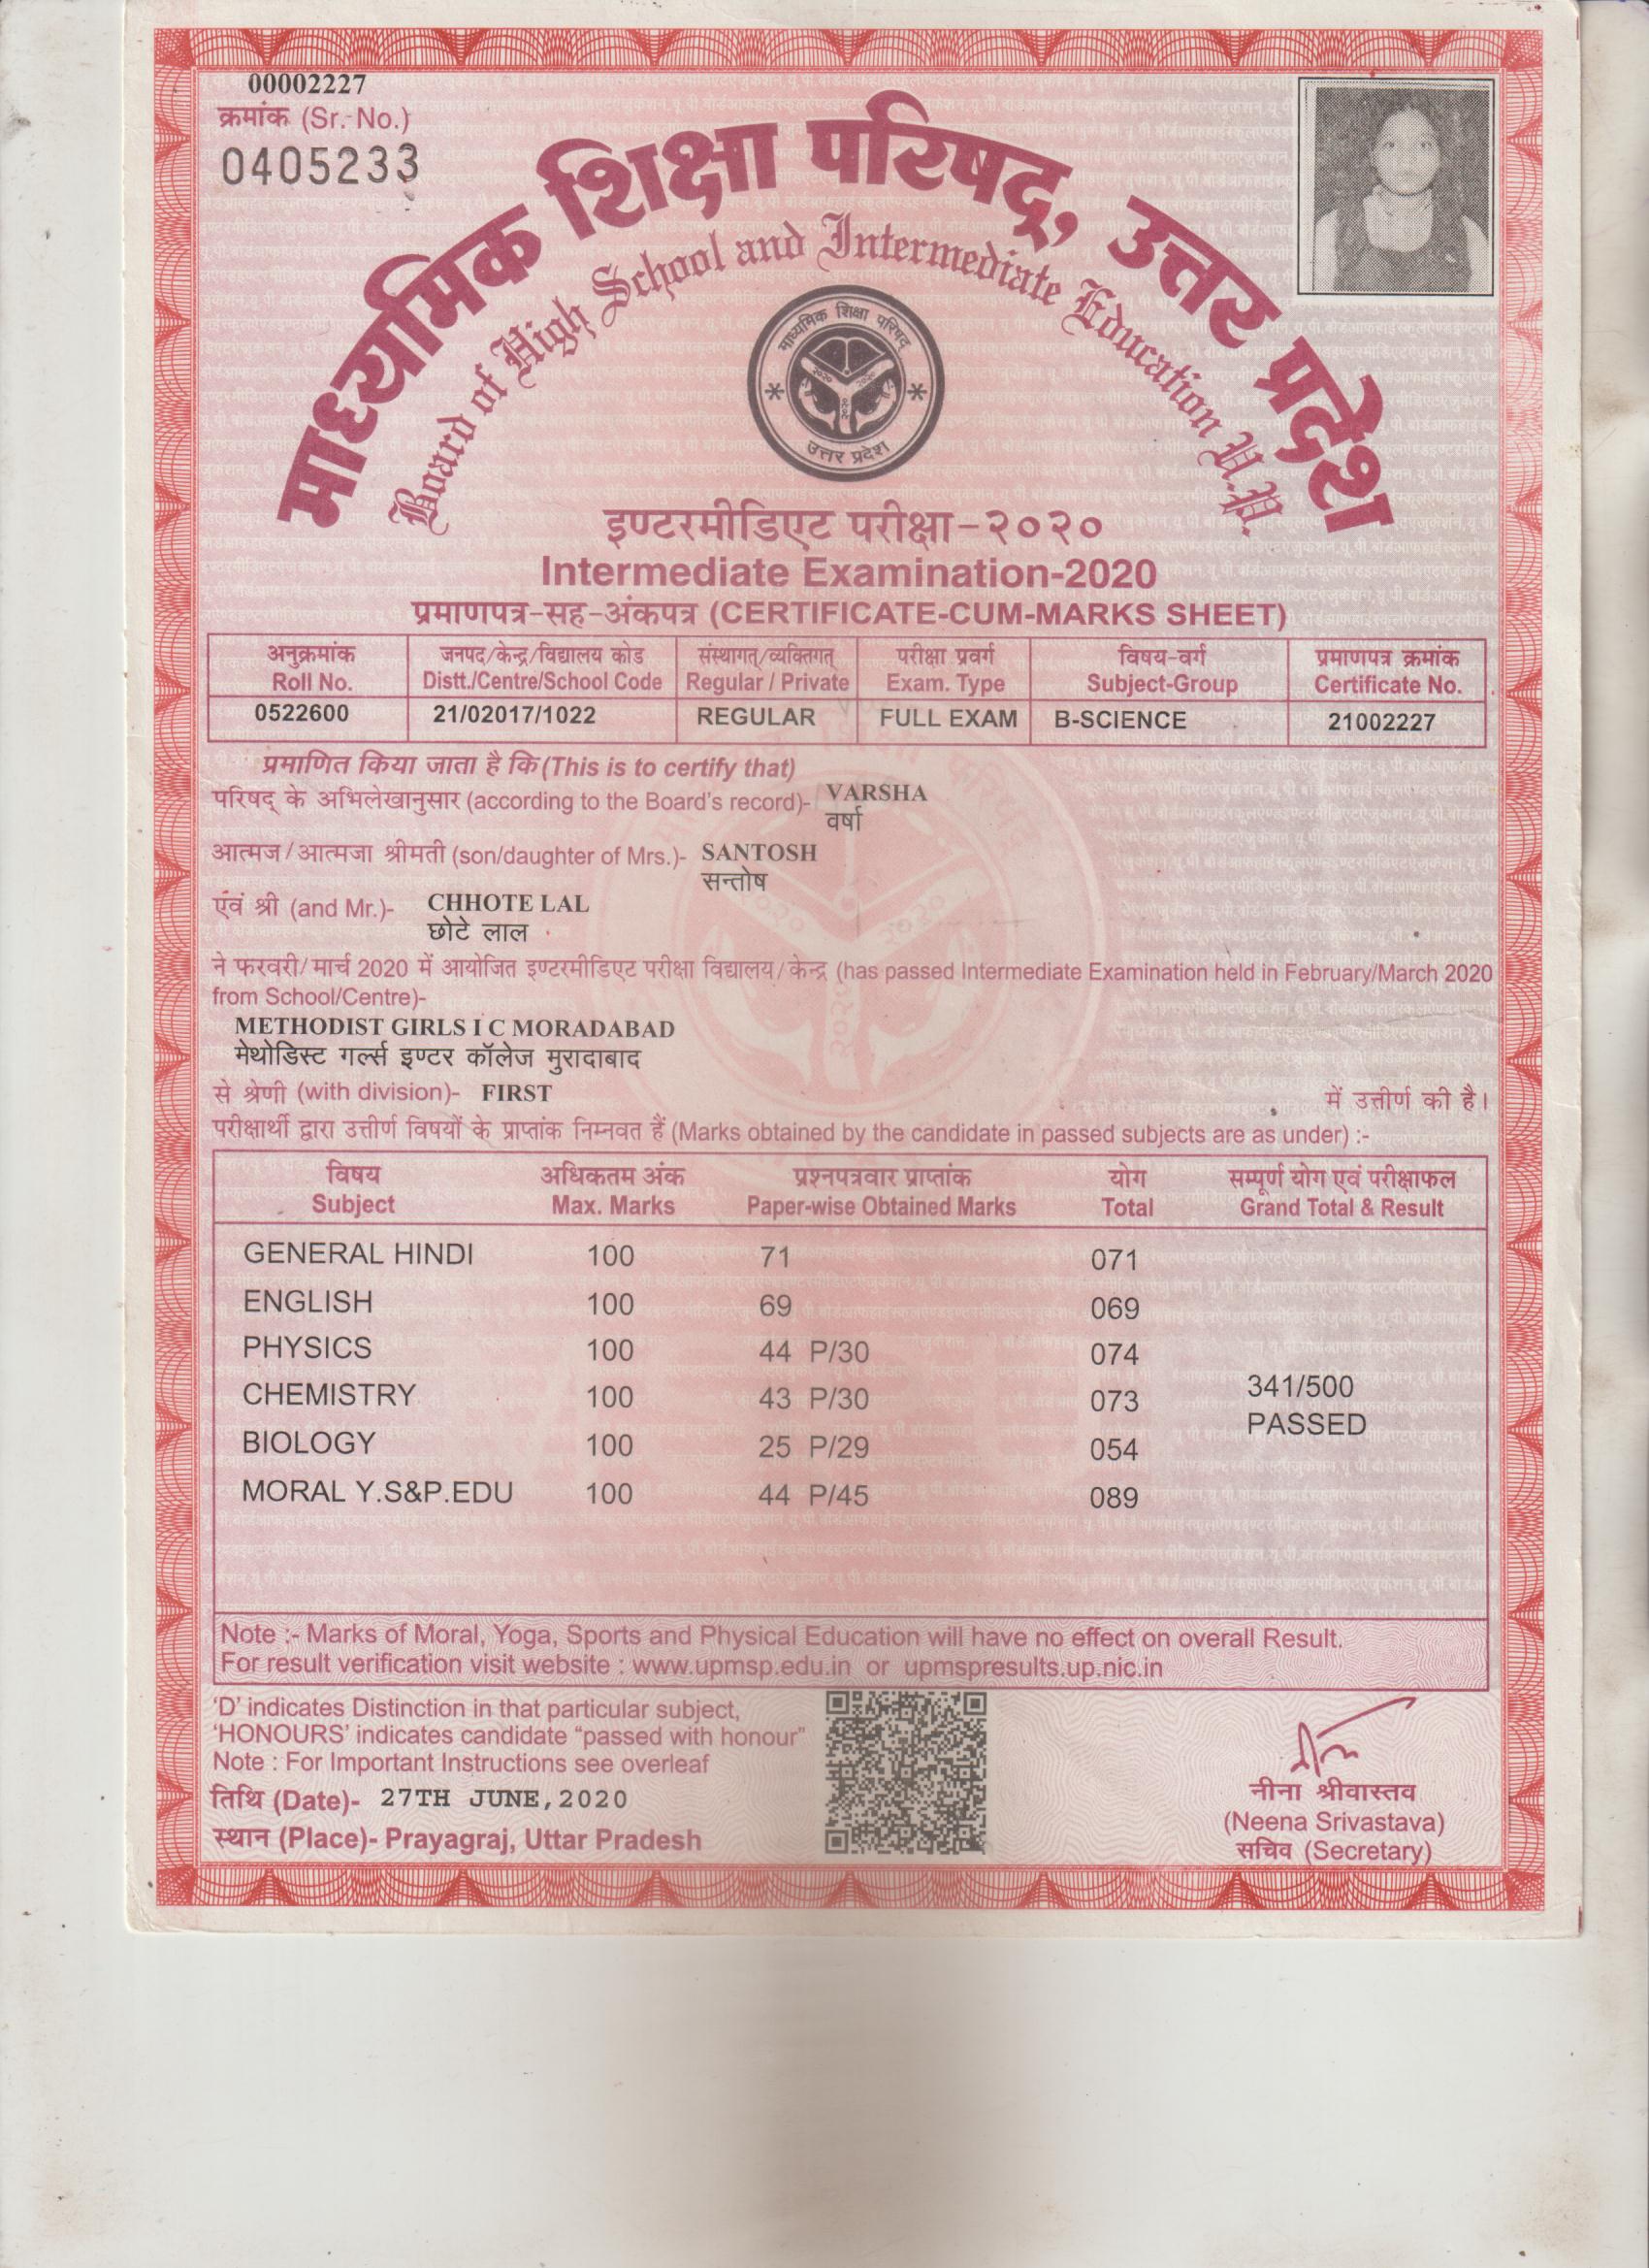 00002227
क्रमांक (Sr. No.)
0405233
माध्यमिक शिक्षा परिषद्, उत्तर प्रदेश
Board of High School and Intermediate Education U.P.
माध्यमिक शिक्षा परिषद्
उत्तर प्रदेश
इण्टरमीडिएट परीक्षा-२०२०
Intermediate Examination-2020
प्रमाणपत्र-सह-अंकपत्र (CERTIFICATE-CUM-MARKS SHEET)
अनुक्रमांक जनपद/केन्द्र/विद्यालय कोड संस्थागत्/व्यक्तिगत् परीक्षा प्रवर्ग विषय-वर्ग प्रमाणपत्र क्रमांक
Roll No. Distt./Centre/School Code Regular / Private Exam. Type Subject-Group Certificate No.
0522600 21/02017/1022 REGULAR FULL EXAM B-SCIENCE 21002227
प्रमाणित किया जाता है कि (This is to certify that)
परिषद् के अभिलेखानुसार (according to the Board's record)- VARSHA
वर्षा
आत्मज/आत्मजा श्रीमती (son/daughter of Mrs.)- SANTOSH
सन्तोष
एवं श्री (and Mr.)- CHHOTE LAL
छोटे लाल
ने फरवरी/मार्च 2020 में आयोजित इण्टरमीडिएट परीक्षा विद्यालय/केन्द्र (has passed Intermediate Examination held in February/March 2020
from School/Centre)-
METHODIST GIRLS I C MORADABAD
मेथोडिस्ट गर्ल्स इण्टर कॉलेज मुरादाबाद
से श्रेणी (with division)- FIRST में उत्तीर्ण की है।
परीक्षार्थी द्वारा उत्तीर्ण विषयों के प्राप्तांक निम्नवत हैं (Marks obtained by the candidate in passed subjects are as under) :-
विषय अधिकतम अंक प्रश्नपत्रवार प्राप्तांक योग सम्पूर्ण योग एवं परीक्षाफल
Subject Max. Marks Paper-wise Obtained Marks Total Grand Total & Result
GENERAL HINDI 100 71 071
ENGLISH 100 69 069
PHYSICS 100 44 P/30 074
CHEMISTRY 100 43 P/30 073 341/500
PASSED
BIOLOGY 100 25 P/29 054
MORAL Y.S&P.EDU 100 44 P/45 089
Note :- Marks of Moral, Yoga, Sports and Physical Education will have no effect on overall Result.
For result verification visit website : www.upmsp.edu.in or upmspresults.up.nic.in
'D' indicates Distinction in that particular subject,
'HONOURS' indicates candidate "passed with honour"
Note : For Important Instructions see overleaf
तिथि (Date)- 27TH JUNE,2020
स्थान (Place)- Prayagraj, Uttar Pradesh
नीना श्रीवास्तव
(Neena Srivastava)
सचिव (Secretary)